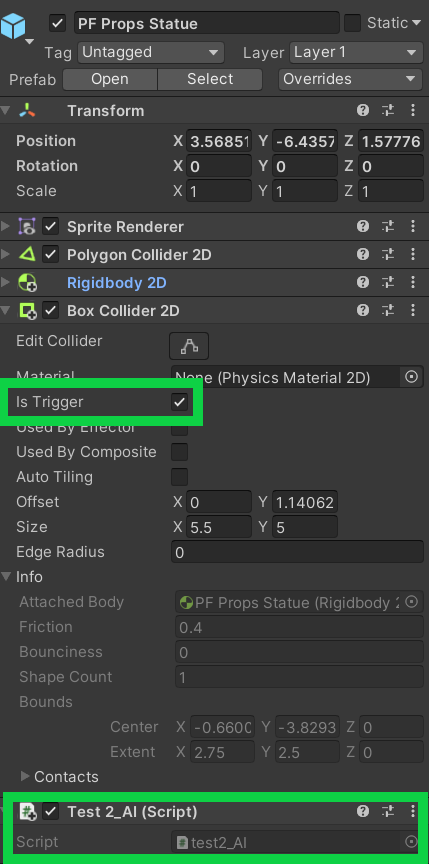 PF Props Statue Static
Tag Untagged Layer Layer 1
Prefab Open Select Overrides
Transform
Position X 3.56851 Y -6.4357 Z 1.57776
Rotation X 0 Y 0 Z 0
Scale X 1 Y 1 Z 1
Sprite Renderer
Polygon Collider 2D
Rigidbody 2D
Box Collider 2D
Edit Collider
Material None (Physics Material 2D)
Is Trigger
Used By Effector
Used By Composite
Auto Tiling
Offset X 0 Y 1.14062
Size X 5.5 Y 5
Edge Radius 0
Info
Attached Body PF Props Statue (Rigidbody 2
Friction 0.4
Bounciness 0
Shape Count 1
Bounds
Center X -0.6600 Y -3.8293 Z 0
Extent X 2.75 Y 2.5 Z 0
Contacts
Test 2_AI (Script)
Script test2_AI